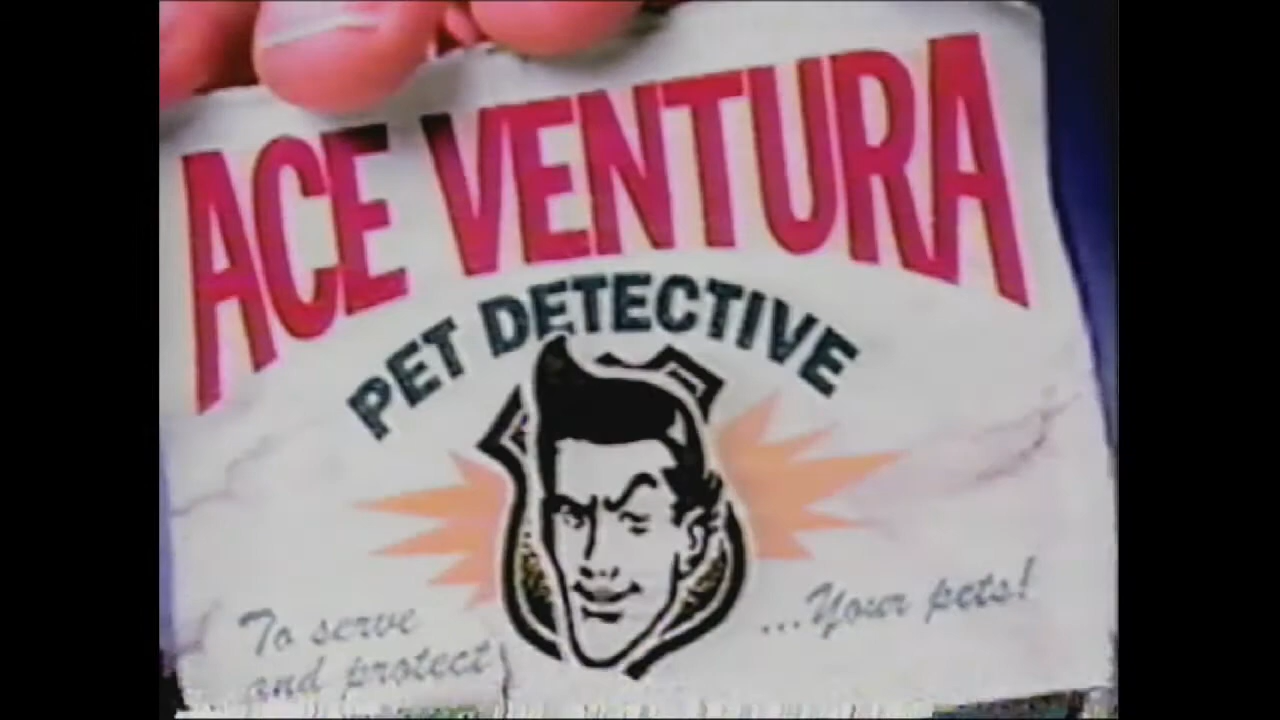 ACE VENTURA
PET DETECTIVE
To serve
and protect
...Your pets!